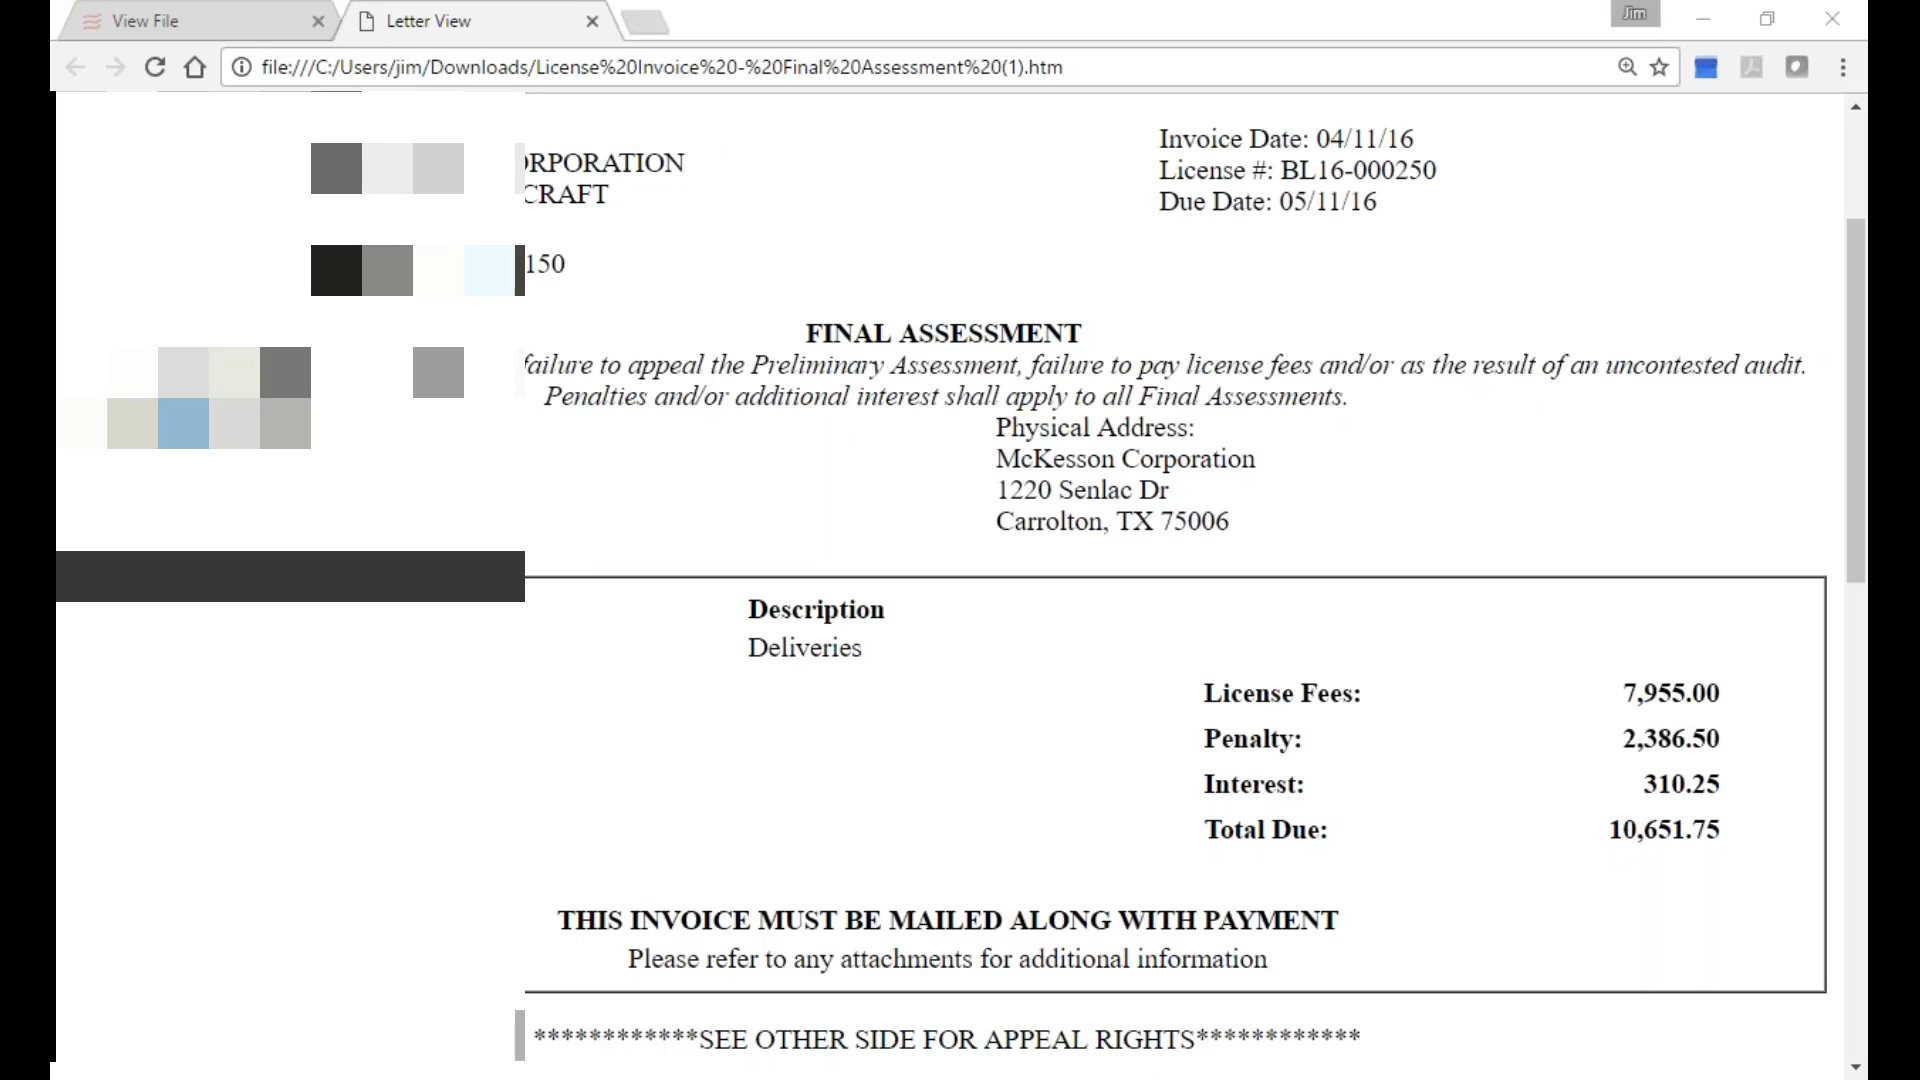 View File
Letter View
Jim
file:///C:/Users/jim/Downloads/License%20Invoice%20-%20Final%20Assessment%20(1).htm
Invoice Date: 04/11/16
ORPORATION
License #: BL16-000250
CRAFT
Due Date: 05/11/16
150
FINAL ASSESSMENT
failure to appeal the Preliminary Assessment, failure to pay license fees and/or as the result of an uncontested audit.
Penalties and/or additional interest shall apply to all Final Assessments.
Physical Address:
McKesson Corporation
1220 Senlac Dr
Carrolton, TX 75006
Description
Deliveries
License Fees: 7,955.00
Penalty: 2,386.50
Interest: 310.25
Total Due: 10,651.75
THIS INVOICE MUST BE MAILED ALONG WITH PAYMENT
Please refer to any attachments for additional information
************SEE OTHER SIDE FOR APPEAL RIGHTS************